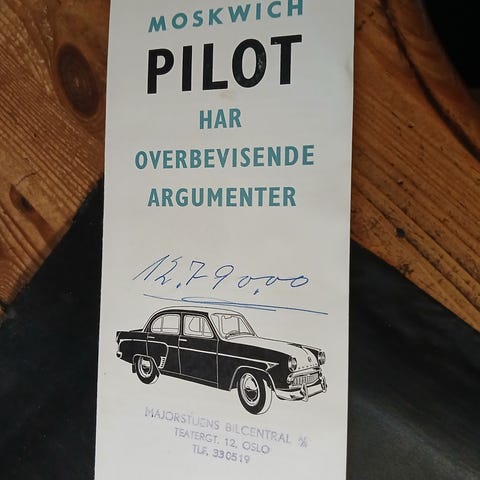 MOSKWICH
PILOT
HAR
OVERBEVISENDE
ARGUMENTER
12.790.00
MAJORSTUENS BILCENTRAL A/S
TEATERGT. 12, OSLO
TLF. 330519